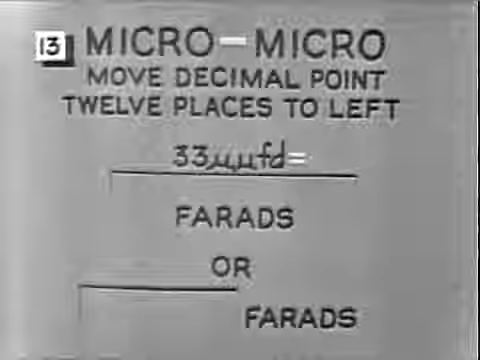 13 MICRO-MICRO
MOVE DECIMAL POINT
TWELVE PLACES TO LEFT
33μμfd=
FARADS
OR
FARADS